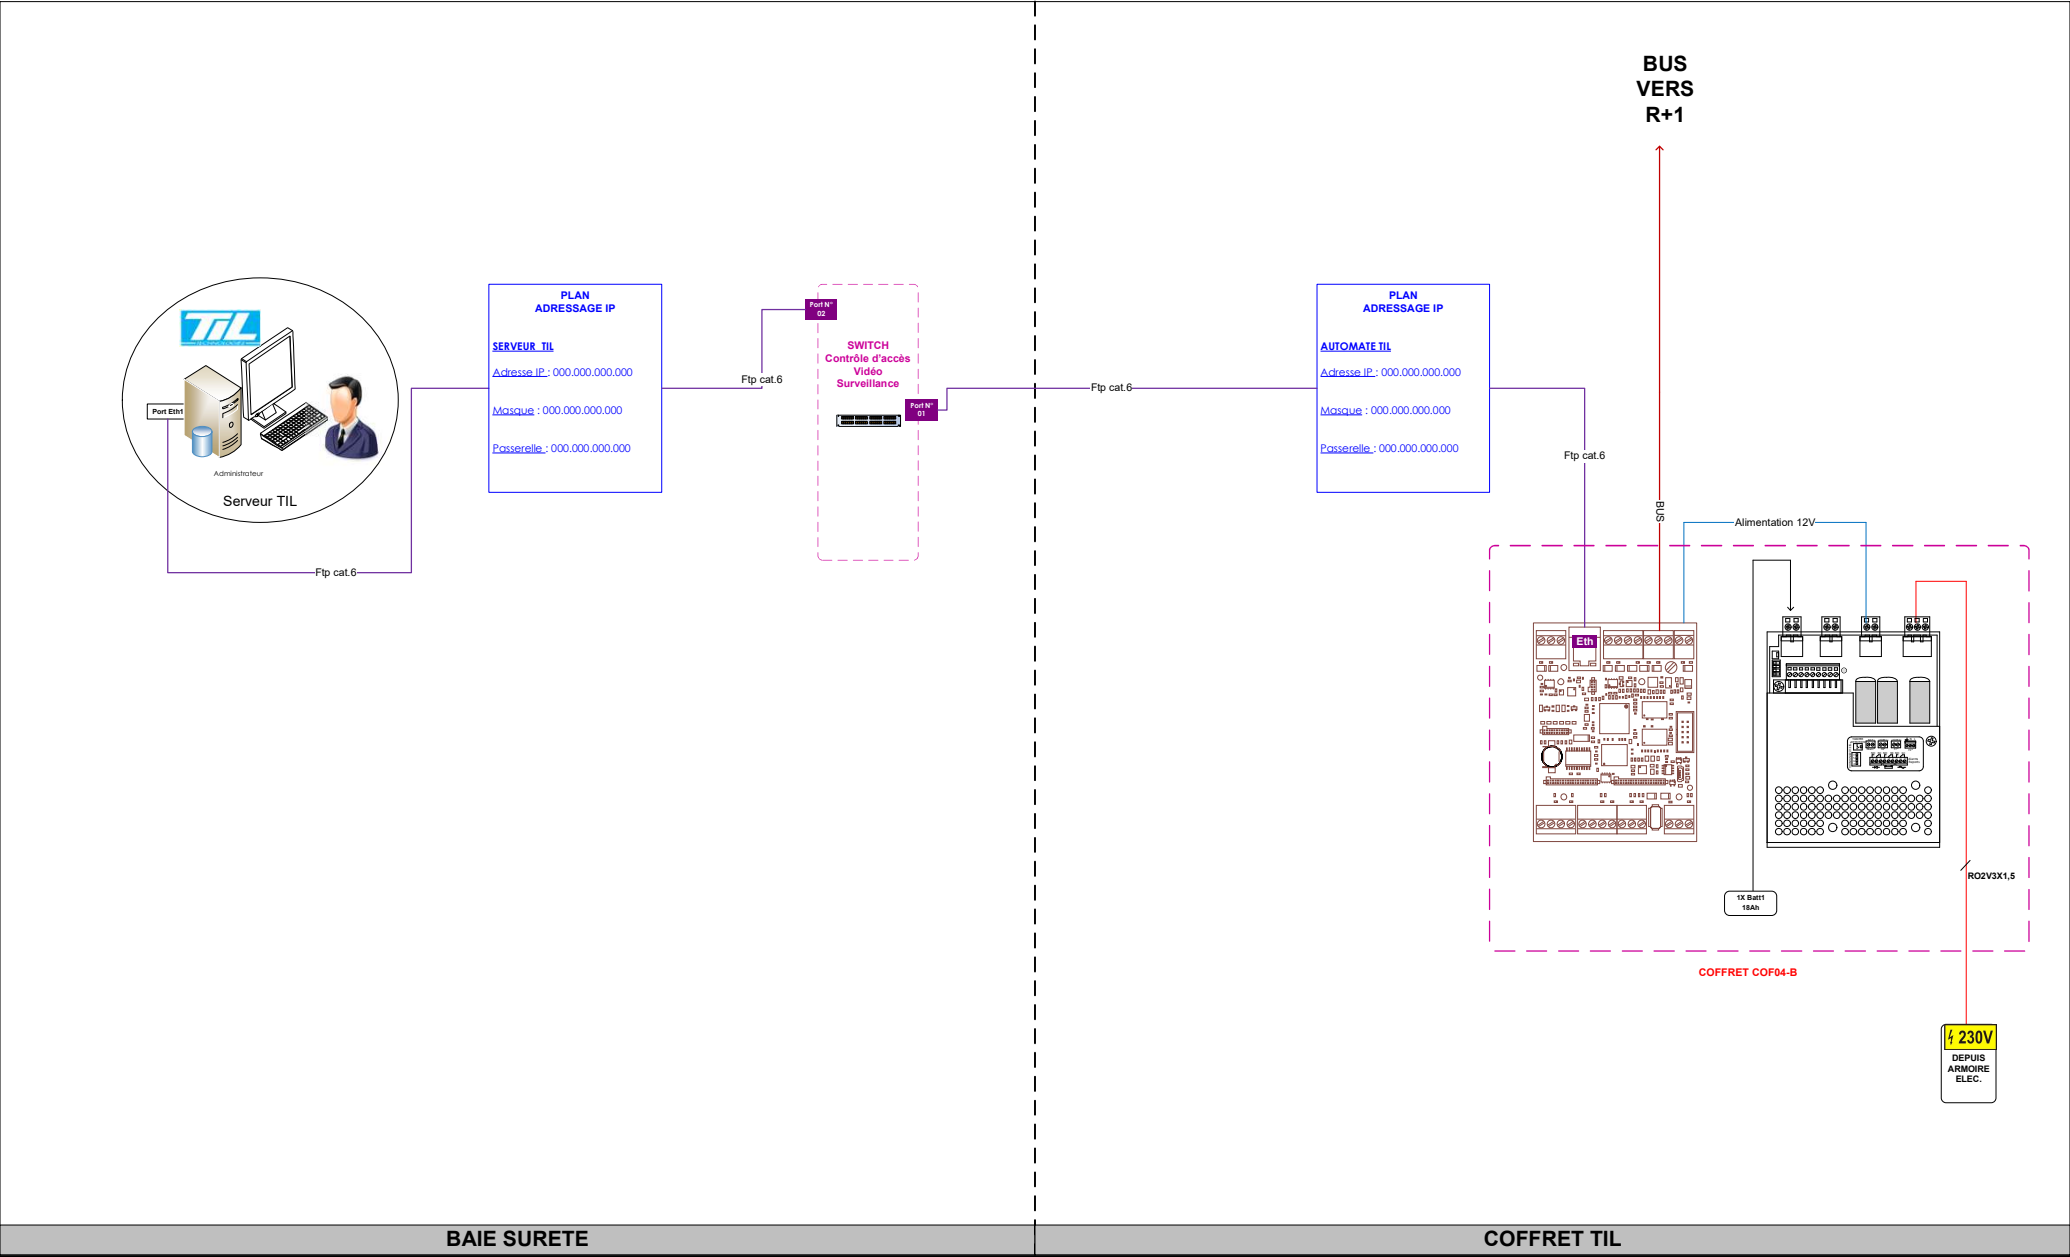 BUS
VERS
R+1
TiL
TECHNOLOGIES
Port Eth1
Administrateur
Serveur TIL
Ftp cat.6
PLAN
ADRESSAGE IP
SERVEUR TIL
Adresse IP : 000.000.000.000
Masque : 000.000.000.000
Passerelle : 000.000.000.000
Ftp cat.6
Port N°
02
SWITCH
Contrôle d'accès
Vidéo
Surveillance
Port N°
01
Ftp cat.6
PLAN
ADRESSAGE IP
AUTOMATE TIL
Adresse IP : 000.000.000.000
Masque : 000.000.000.000
Passerelle : 000.000.000.000
Ftp cat.6
BUS
Alimentation 12V
Eth
1X Batt1
18Ah
RO2V3X1,5
COFFRET COF04-B
230V
DEPUIS
ARMOIRE
ELEC.
BAIE SURETE
COFFRET TIL